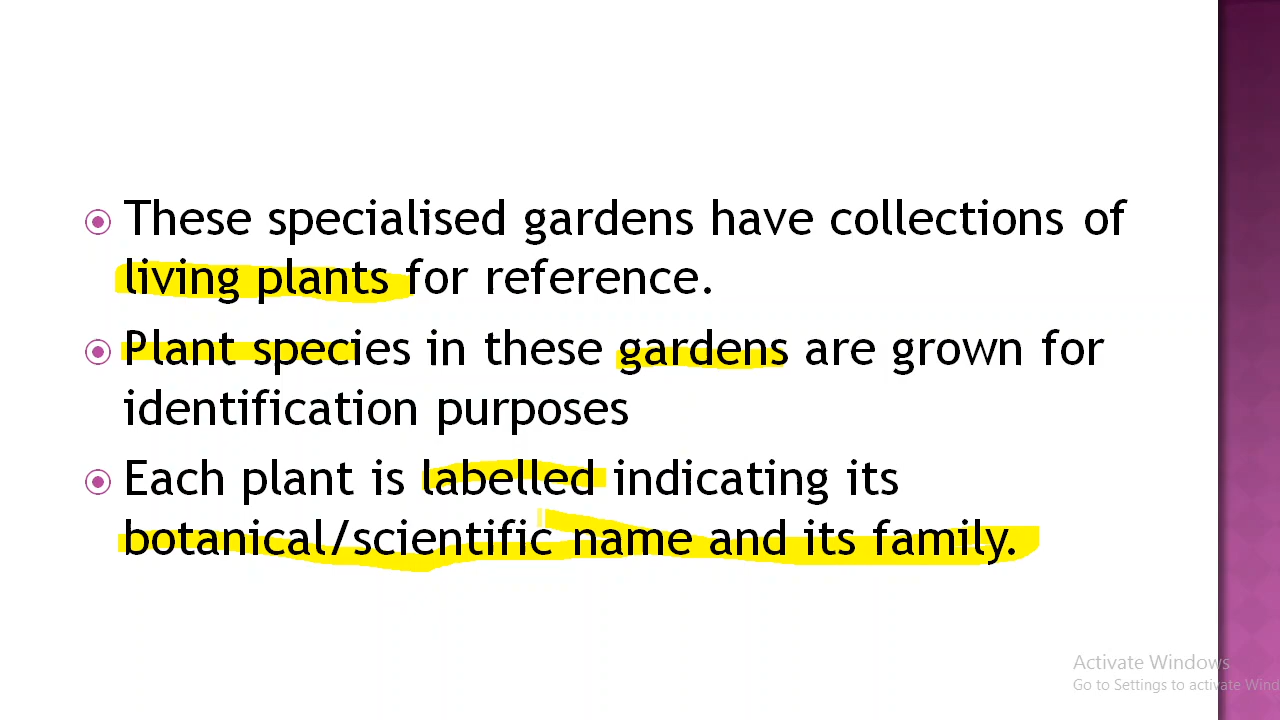 These specialised gardens have collections of
living plants for reference.
Plant species in these gardens are grown for
identification purposes
Each plant is labelled indicating its
botanical/scientific name and its family.
Activate Windows
Go to Settings to activate Wind